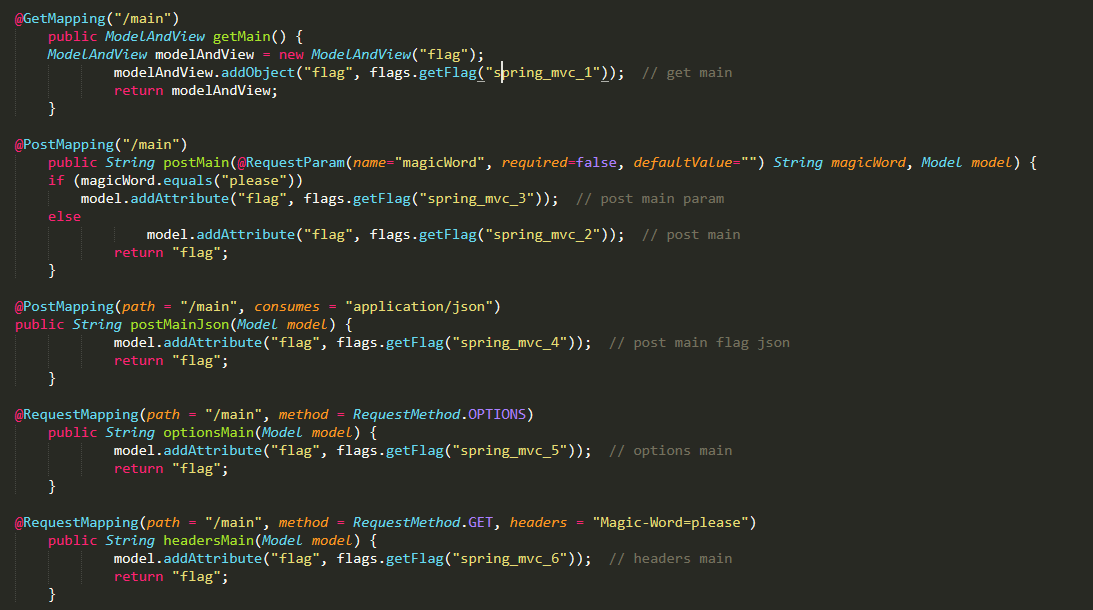 @GetMapping("/main")
public ModelAndView getMain() {
ModelAndView modelAndView = new ModelAndView("flag");
modelAndView.addObject("flag", flags.getFlag("spring_mvc_1"));  // get main
return modelAndView;
}
@PostMapping("/main")
public String postMain(@RequestParam(name="magicWord", required=false, defaultValue="") String magicWord, Model model) {
if (magicWord.equals("please"))
model.addAttribute("flag", flags.getFlag("spring_mvc_3"));  // post main param
else
model.addAttribute("flag", flags.getFlag("spring_mvc_2"));  // post main
return "flag";
}
@PostMapping(path = "/main", consumes = "application/json")
public String postMainJson(Model model) {
model.addAttribute("flag", flags.getFlag("spring_mvc_4"));  // post main flag json
return "flag";
}
@RequestMapping(path = "/main", method = RequestMethod.OPTIONS)
public String optionsMain(Model model) {
model.addAttribute("flag", flags.getFlag("spring_mvc_5"));  // options main
return "flag";
}
@RequestMapping(path = "/main", method = RequestMethod.GET, headers = "Magic-Word=please")
public String headersMain(Model model) {
model.addAttribute("flag", flags.getFlag("spring_mvc_6"));  // headers main
return "flag";
}